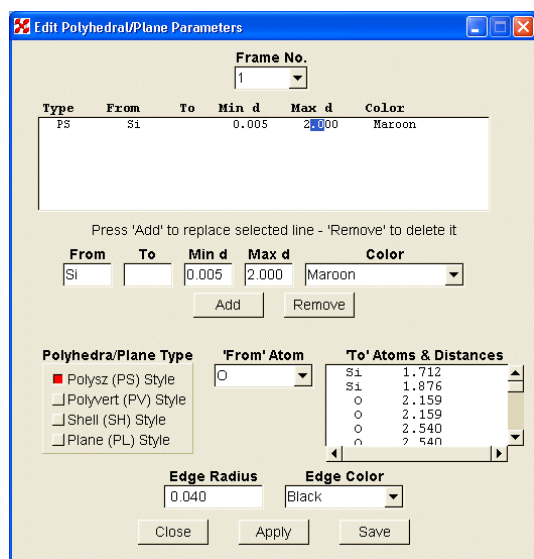 Edit Polyhedral/Plane Parameters
Frame No.
1
Type From To Min d Max d Color
PS Si 0.005 2.000 Maroon
Press 'Add' to replace selected line - 'Remove' to delete it
From To Min d Max d Color
Si 0.005 2.000 Maroon
Add Remove
Polyhedra/Plane Type 'From' Atom 'To' Atoms & Distances
Polysz (PS) Style O Si 1.712
Polyvert (PV) Style Si 1.876
Shell (SH) Style O 2.159
Plane (PL) Style O 2.159
O 2.540
O 2.540
Edge Radius Edge Color
0.040 Black
Close Apply Save